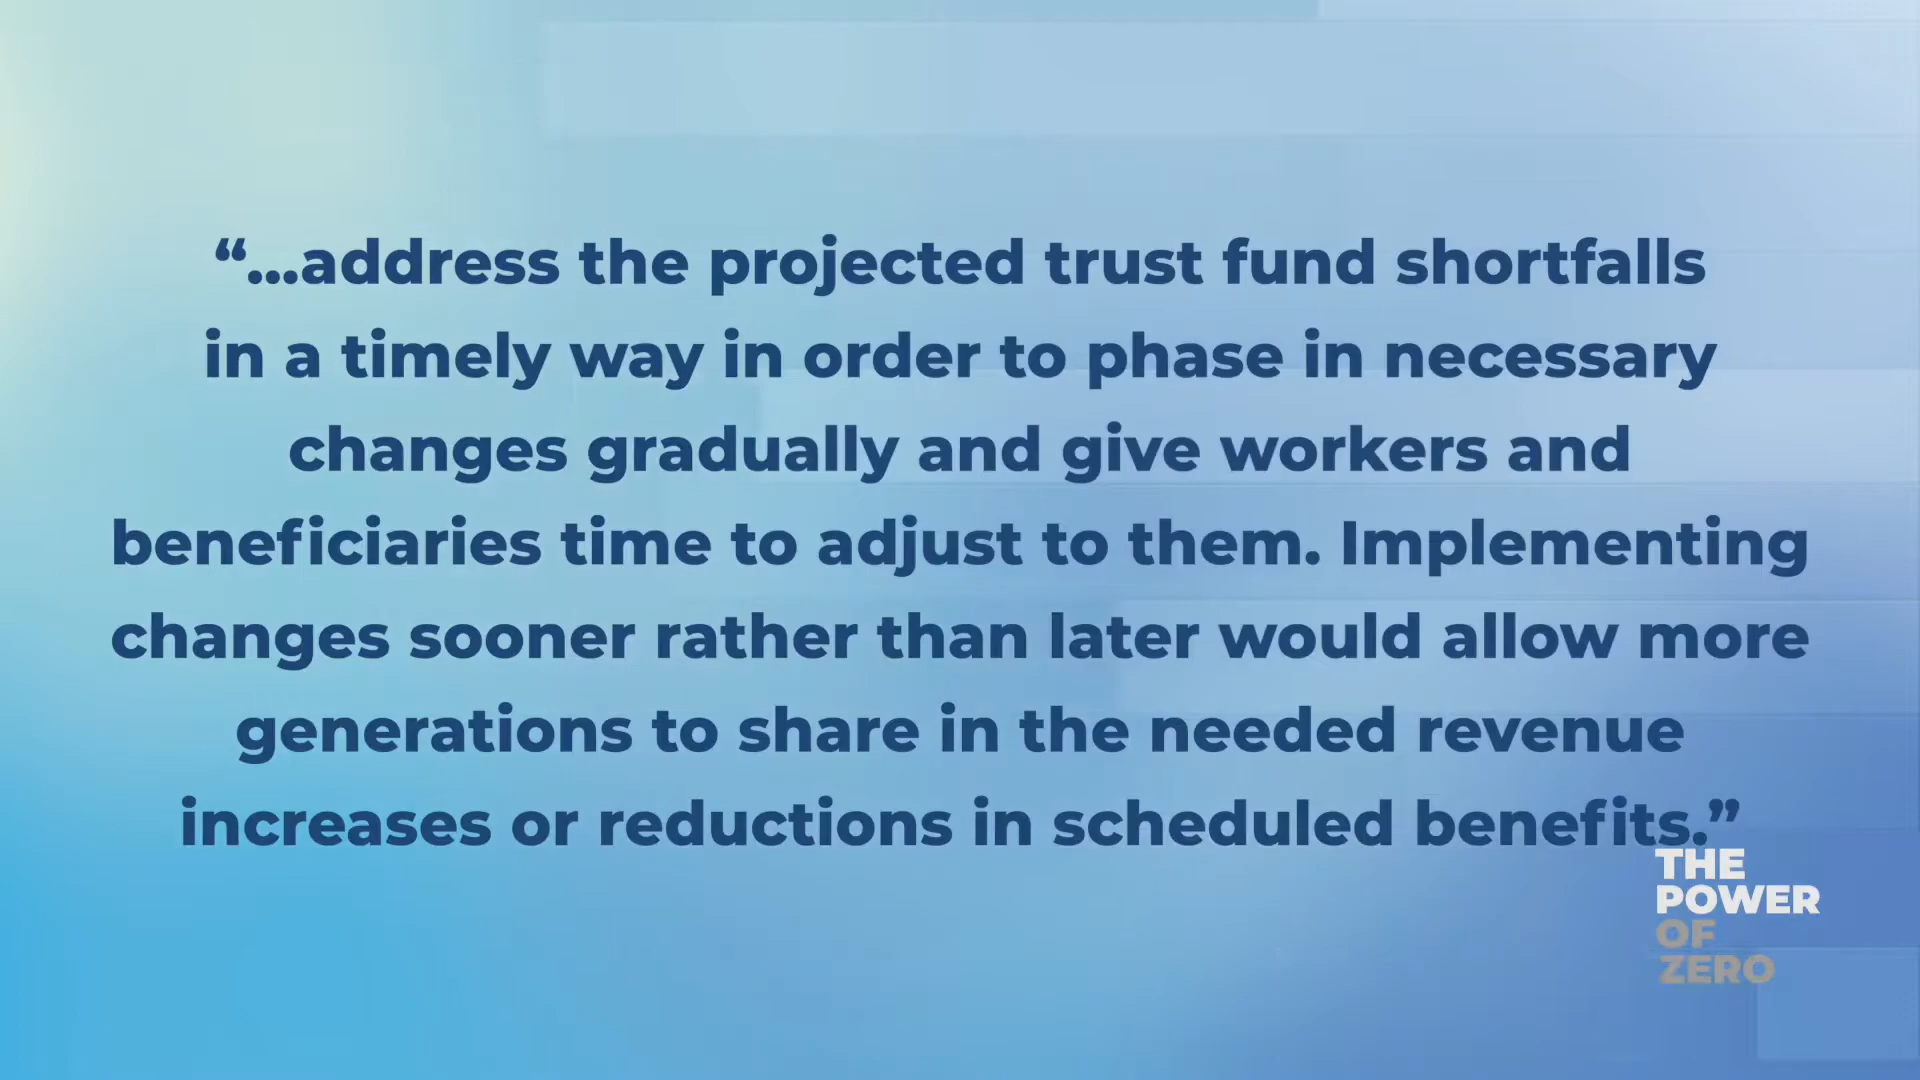 “...address the projected trust fund shortfalls
in a timely way in order to phase in necessary
changes gradually and give workers and
beneficiaries time to adjust to them. Implementing
changes sooner rather than later would allow more
generations to share in the needed revenue
increases or reductions in scheduled benefits.”
THE
POWER
OF
ZERO